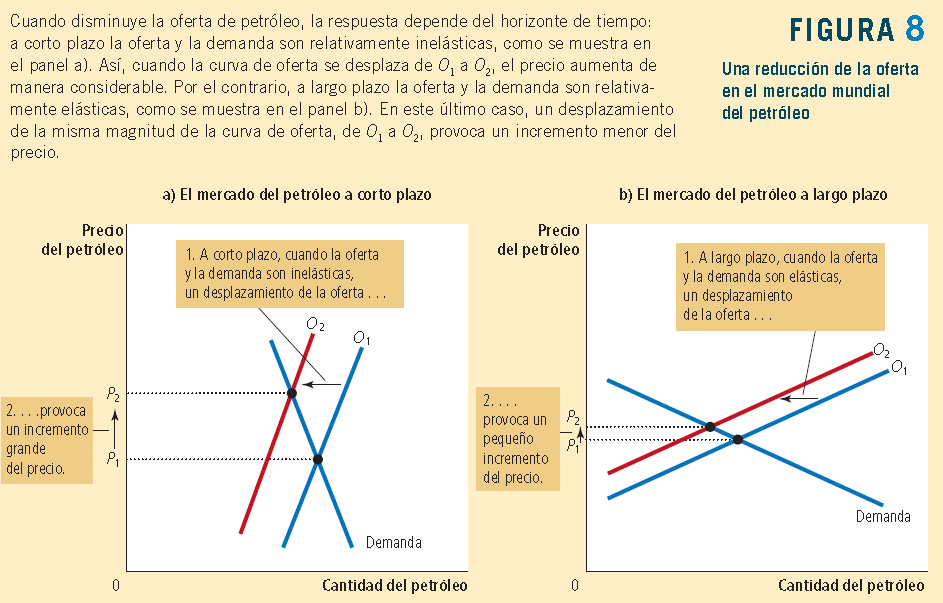 Cuando disminuye la oferta de petróleo, la respuesta depende del horizonte de tiempo:
a corto plazo la oferta y la demanda son relativamente inelásticas, como se muestra en
el panel a). Así, cuando la curva de oferta se desplaza de O1 a O2, el precio aumenta de
manera considerable. Por el contrario, a largo plazo la oferta y la demanda son relativa-
mente elásticas, como se muestra en el panel b). En este último caso, un desplazamiento
de la misma magnitud de la curva de oferta, de O1 a O2, provoca un incremento menor del
precio.
FIGURA 8
Una reducción de la oferta
en el mercado mundial
del petróleo
a) El mercado del petróleo a corto plazo
Precio
del petróleo
1. A corto plazo, cuando la oferta
y la demanda son inelásticas,
un desplazamiento de la oferta . . .
O2
O1
P2
2. . . .provoca
un incremento
grande
del precio.
P1
Demanda
0
Cantidad del petróleo
b) El mercado del petróleo a largo plazo
Precio
del petróleo
1. A largo plazo, cuando la oferta
y la demanda son elásticas,
un desplazamiento
de la oferta . . .
O2
O1
2. . . .
provoca un
pequeño
incremento
del precio.
P2
P1
Demanda
0
Cantidad del petróleo